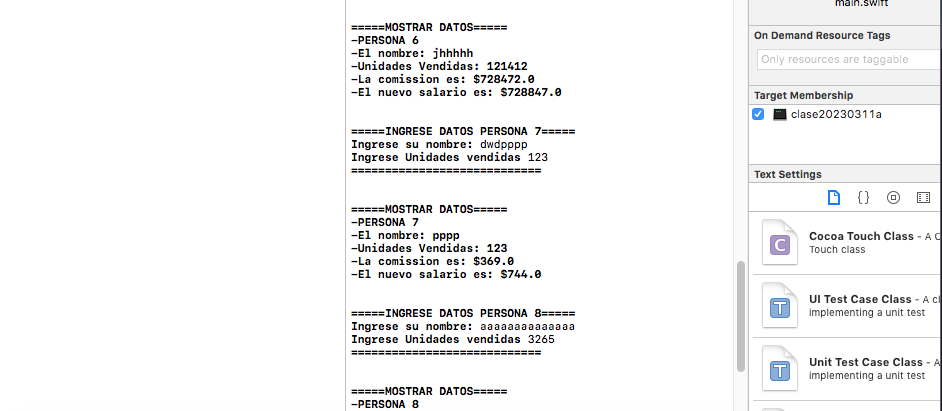 =====MOSTRAR DATOS=====
-PERSONA 6
-El nombre: jhhhhh
-Unidades Vendidas: 121412
-La comission es: $728472.0
-El nuevo salario es: $728847.0
=====INGRESE DATOS PERSONA 7=====
Ingrese su nombre: dwdpppp
Ingrese Unidades vendidas 123
============================
=====MOSTRAR DATOS=====
-PERSONA 7
-El nombre: pppp
-Unidades Vendidas: 123
-La comission es: $369.0
-El nuevo salario es: $744.0
=====INGRESE DATOS PERSONA 8=====
Ingrese su nombre: aaaaaaaaaaaaaa
Ingrese Unidades vendidas 3265
============================
=====MOSTRAR DATOS=====
-PERSONA 8
main.swift
On Demand Resource Tags
Only resources are taggable
Target Membership
clase20230311a
Text Settings
{}
C
Cocoa Touch Class - A C
Touch class
T
UI Test Case Class - A cl
implementing a unit test
T
Unit Test Case Class - A
implementing a unit test